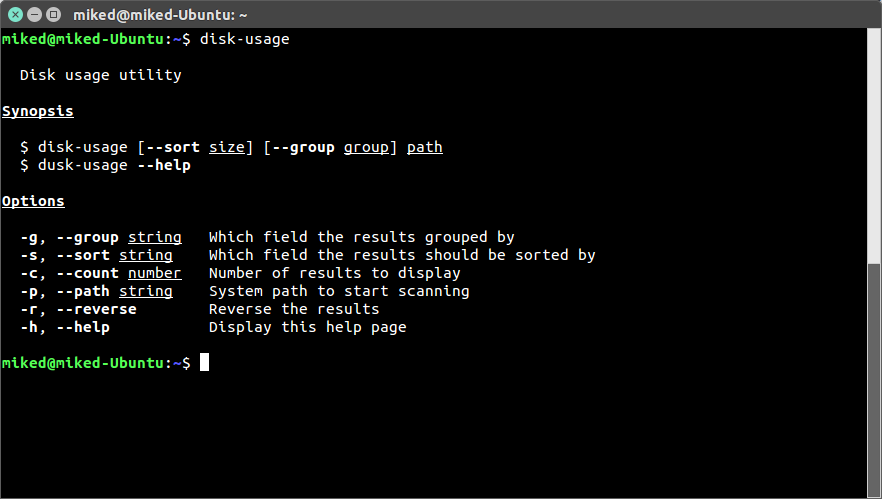 miked@miked-Ubuntu: ~
miked@miked-Ubuntu:~$ disk-usage
Disk usage utility
Synopsis
$ disk-usage [--sort size] [--group group] path
$ dusk-usage --help
Options
-g, --group string   Which field the results grouped by
-s, --sort string    Which field the results should be sorted by
-c, --count number   Number of results to display
-p, --path string    System path to start scanning
-r, --reverse        Reverse the results
-h, --help           Display this help page
miked@miked-Ubuntu:~$